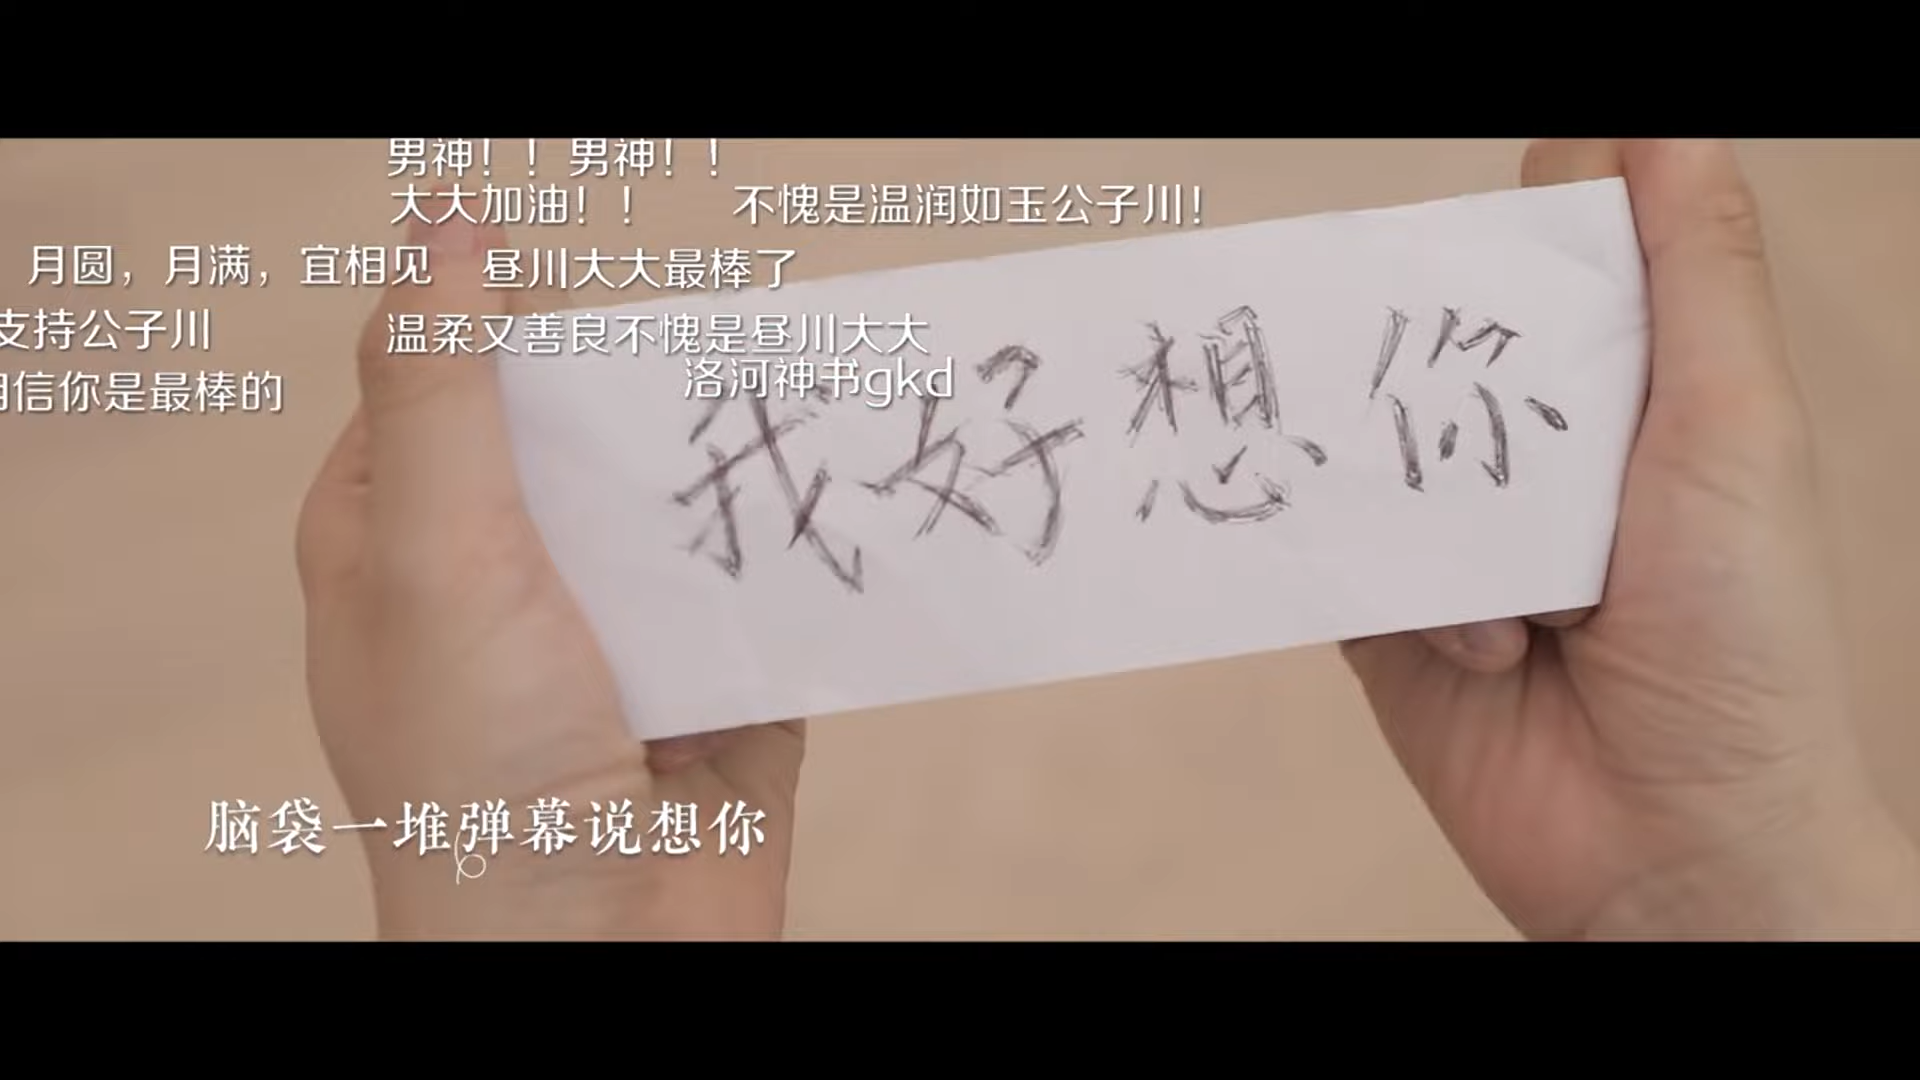 男神！！男神！！
大大加油！！
不愧是温润如玉公子川！
月圆，月满，宜相见
昼川大大最棒了
支持公子川
温柔又善良不愧是昼川大大
相信你是最棒的
洛河神书gkd
我好想你
脑袋一堆弹幕说想你